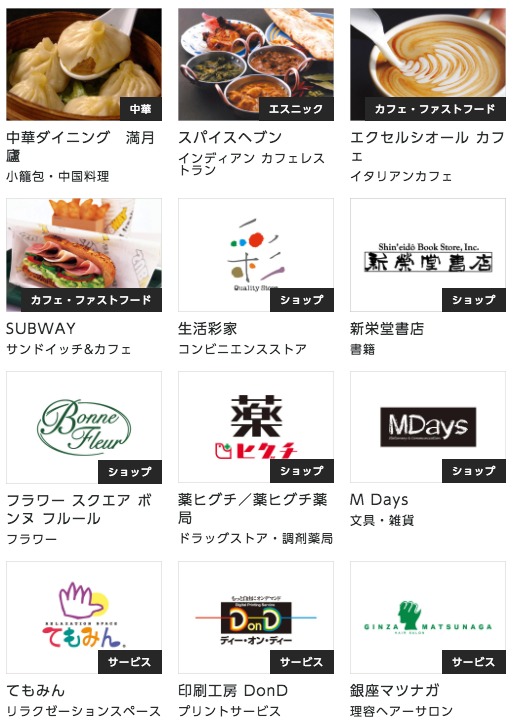 中華
エスニック
カフェ・ファストフード
中華ダイニング　満月
廬
小籠包・中国料理
スパイスヘブン
インディアン カフェレス
トラン
エクセルシオール カフ
ェ
イタリアンカフェ
カフェ・ファストフード
SUBWAY
サンドイッチ&カフェ
彩
Quality Store
ショップ
生活彩家
コンビニエンスストア
Shin'eidō Book Store, Inc.
新栄堂書店
ショップ
新栄堂書店
書籍
Bonne
Fleur
ショップ
フラワー スクエア ボ
ンヌ フルール
フラワー
薬
ヒグチ
ショップ
薬ヒグチ／薬ヒグチ薬
局
ドラッグストア・調剤薬局
MDays
ショップ
M Days
文具・雑貨
RELAXATION SPACE
てもみん。
サービス
てもみん
リラクゼーションスペース
もっと自由にオンデマンド
Digital Printing Service
DonD
ディー・オン・ディー
サービス
印刷工房 DonD
プリントサービス
GINZA MATSUNAGA
HAIR SALON
サービス
銀座マツナガ
理容ヘアーサロン